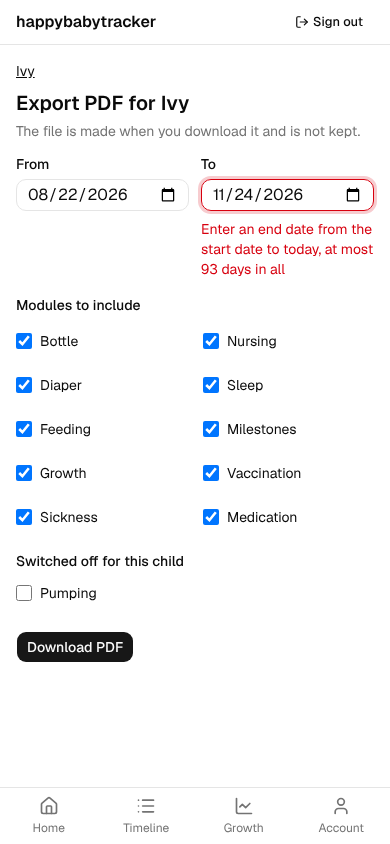 happybabytracker
Sign out
Ivy
Export PDF for Ivy
The file is made when you download it and is not kept.
From
To
08/22/2026
11/24/2026
Enter an end date from the
start date to today, at most
93 days in all
Modules to include
Bottle
Nursing
Diaper
Sleep
Feeding
Milestones
Growth
Vaccination
Sickness
Medication
Switched off for this child
Pumping
Download PDF
Home
Timeline
Growth
Account